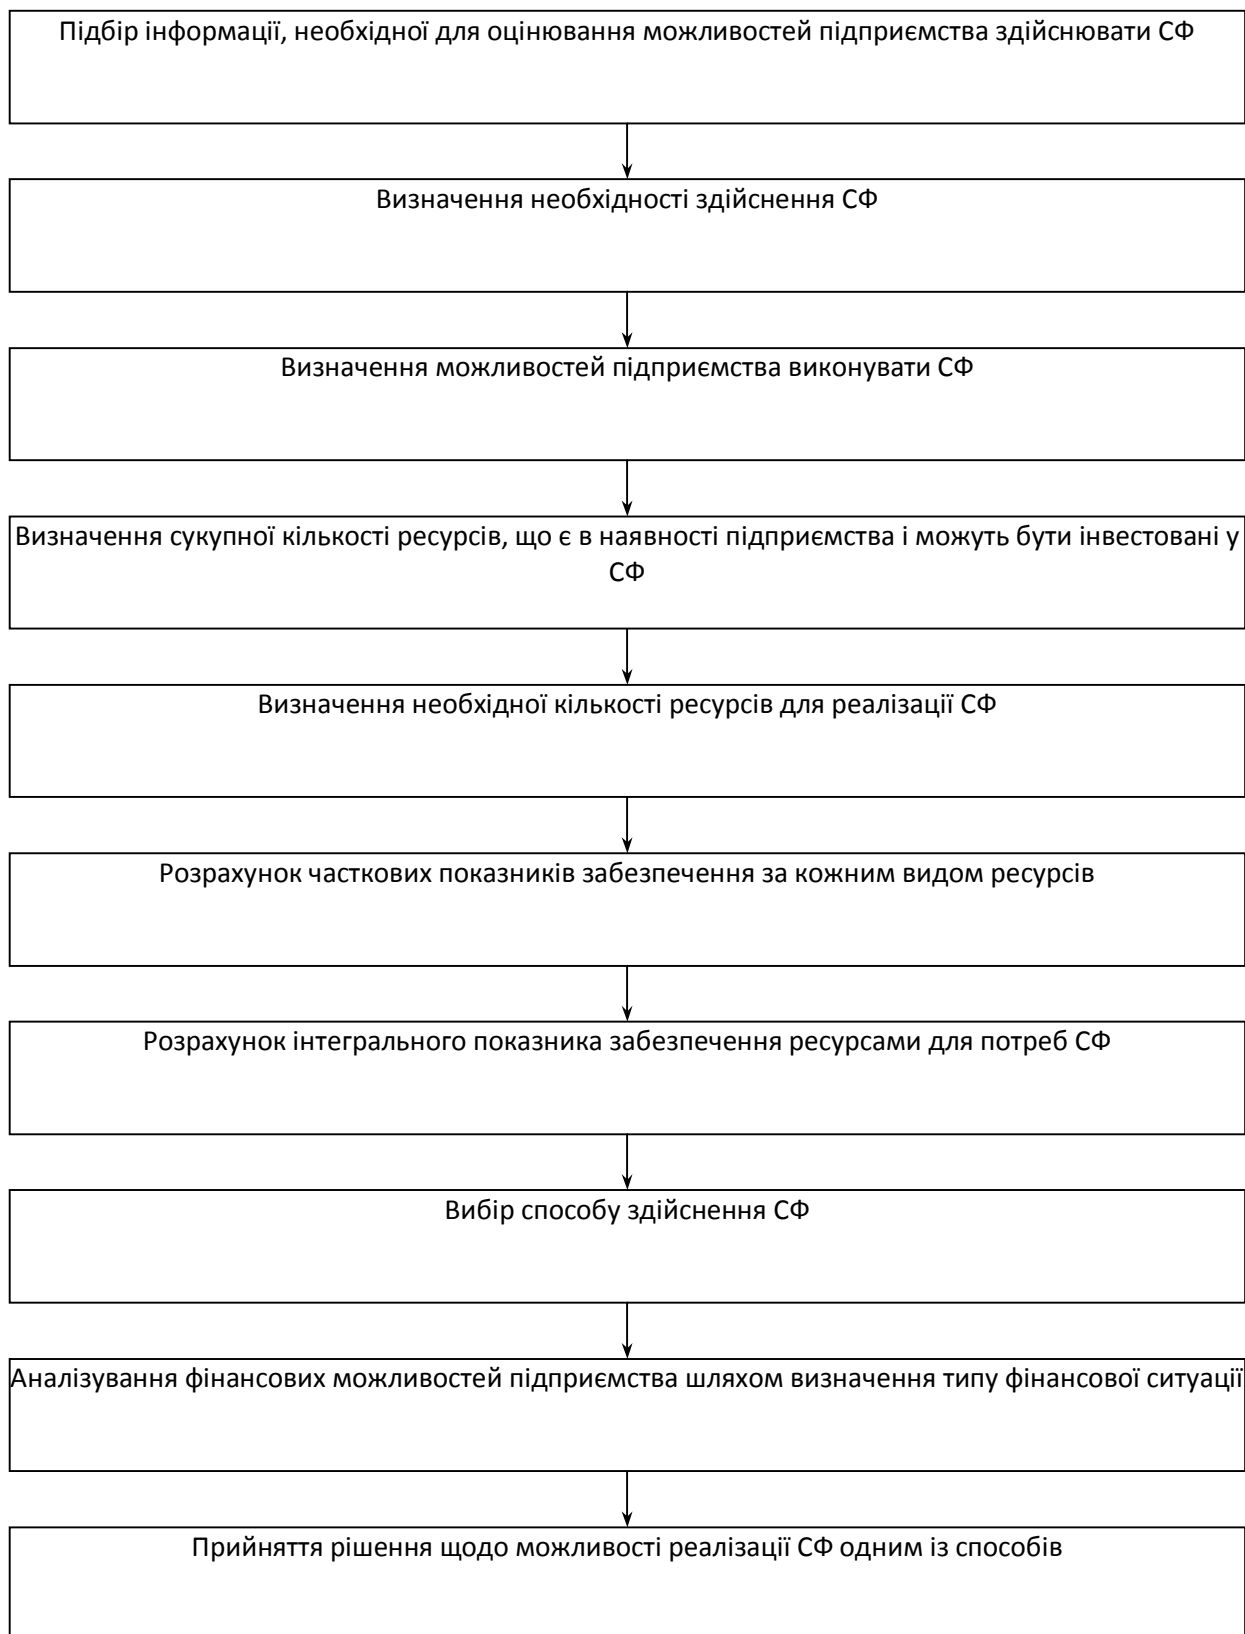 Підбір інформації, необхідної для оцінювання можливостей підприємства здійснювати СФ
Визначення необхідності здійснення СФ
Визначення можливостей підприємства виконувати СФ
Визначення сукупної кількості ресурсів, що є в наявності підприємства і можуть бути інвестовані у
СФ
Визначення необхідної кількості ресурсів для реалізації СФ
Розрахунок часткових показників забезпечення за кожним видом ресурсів
Розрахунок інтегрального показника забезпечення ресурсами для потреб СФ
Вибір способу здійснення СФ
Аналізування фінансових можливостей підприємства шляхом визначення типу фінансової ситуації
Прийняття рішення щодо можливості реалізації СФ одним із способів